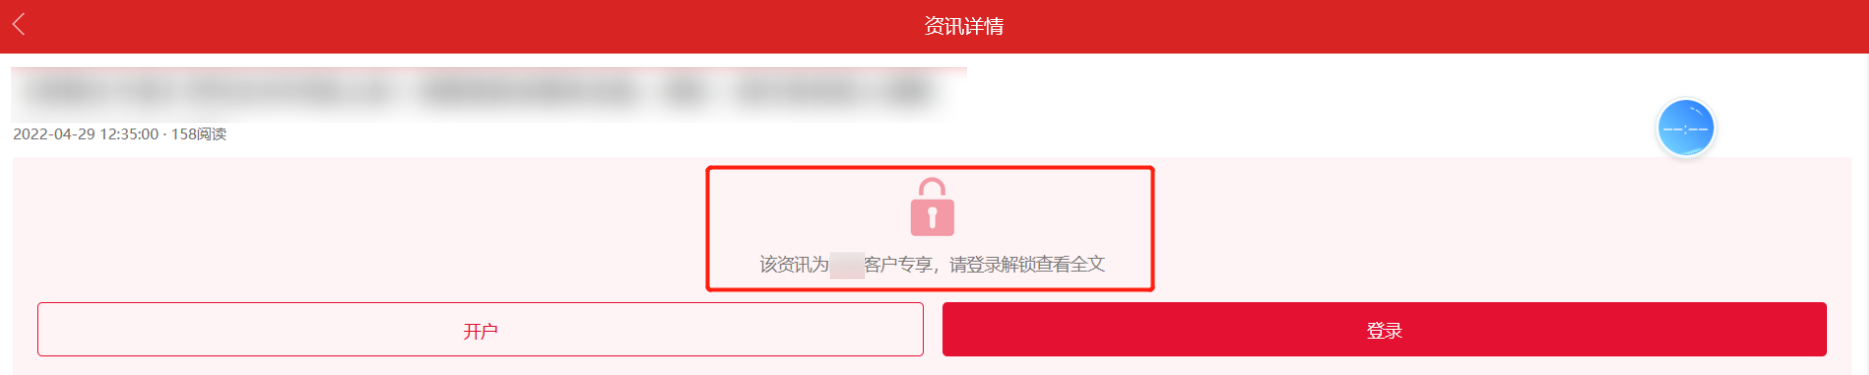 资讯详情
2022-04-29 12:35:00 · 158阅读
--:--
该资讯为客户专享，请登录解锁查看全文
开户
登录